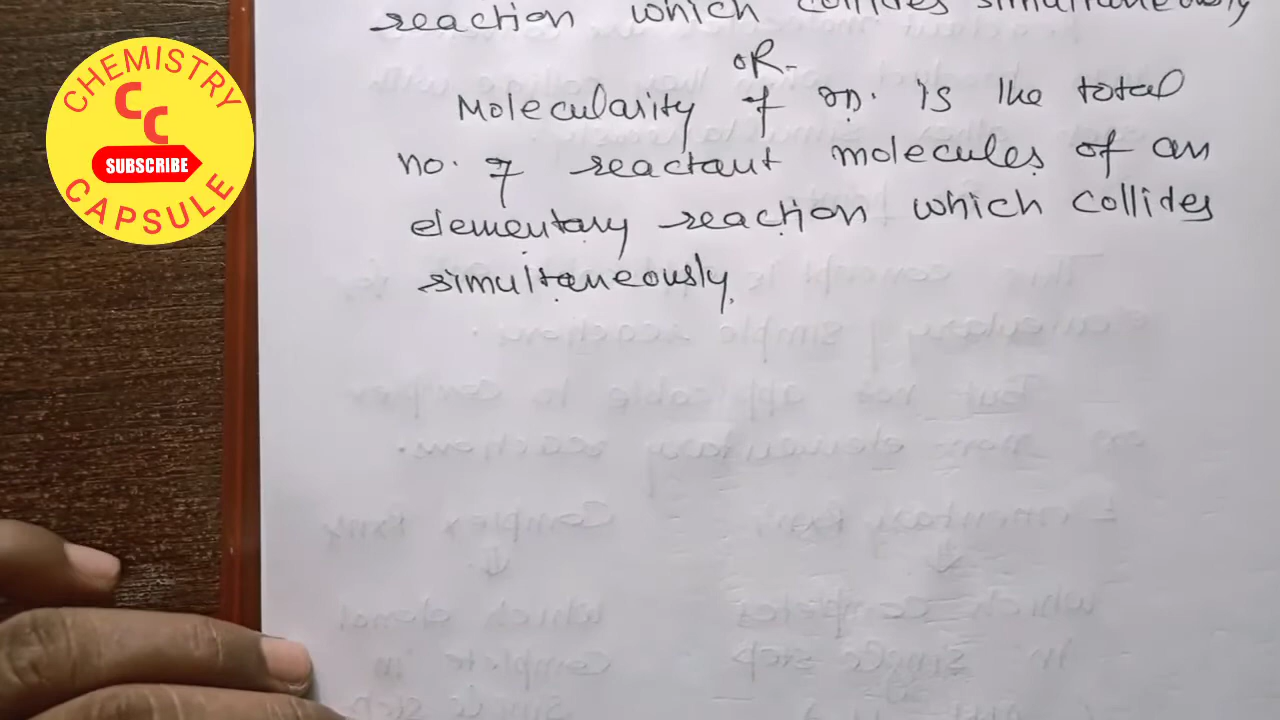 CHEMISTRY
CC
SUBSCRIBE
CAPSULE
reaction which collides simultaneously
OR-
Molecularity of rxn. is the total
no. of reactant molecules of an
elementary reaction which collides
simultaneously.